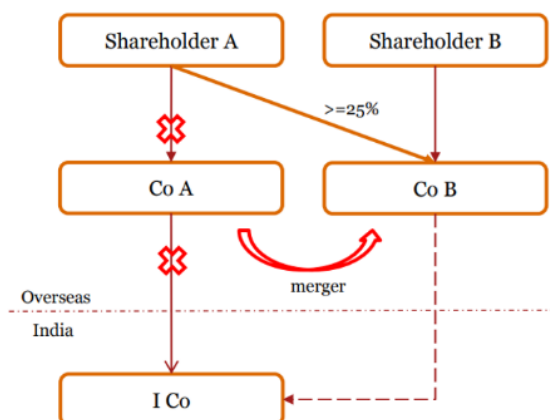 Shareholder A
Shareholder B
>=25%
Co A
Co B
merger
Overseas
India
I Co